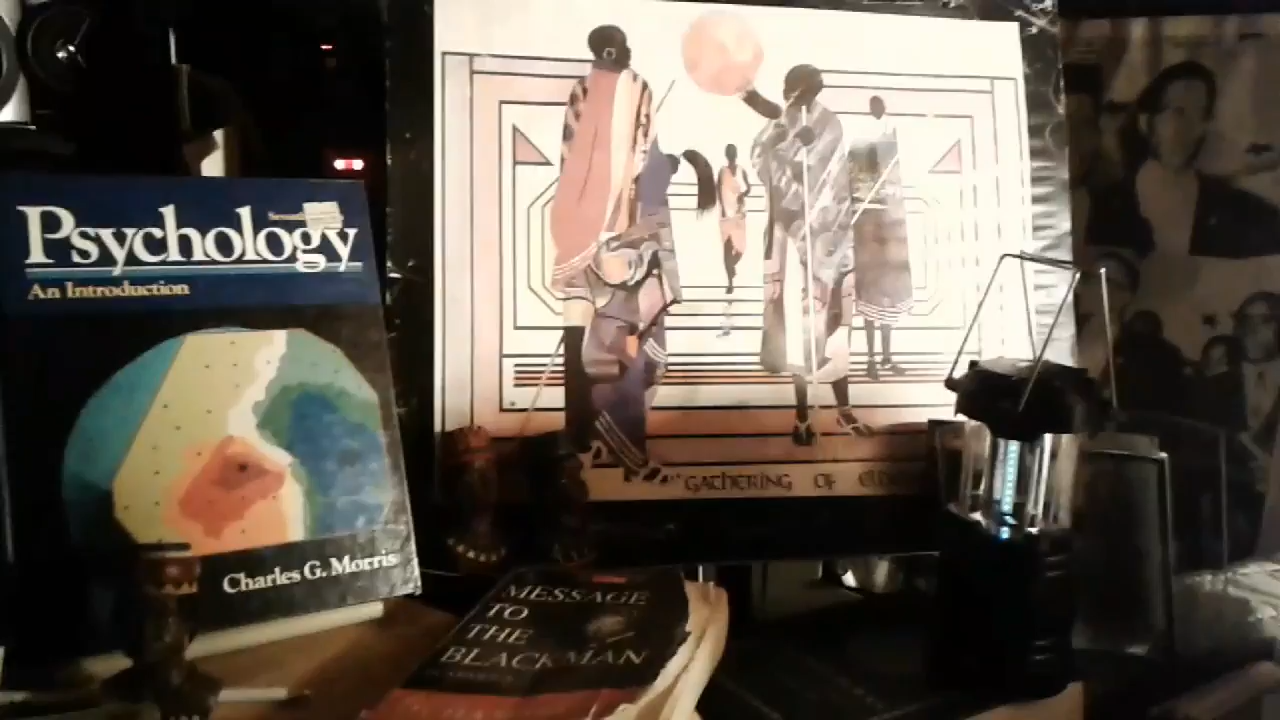 Psychology
An Introduction
Charles G. Morris
"GATHERING OF
MESSAGE
TO
THE
BLACKMAN